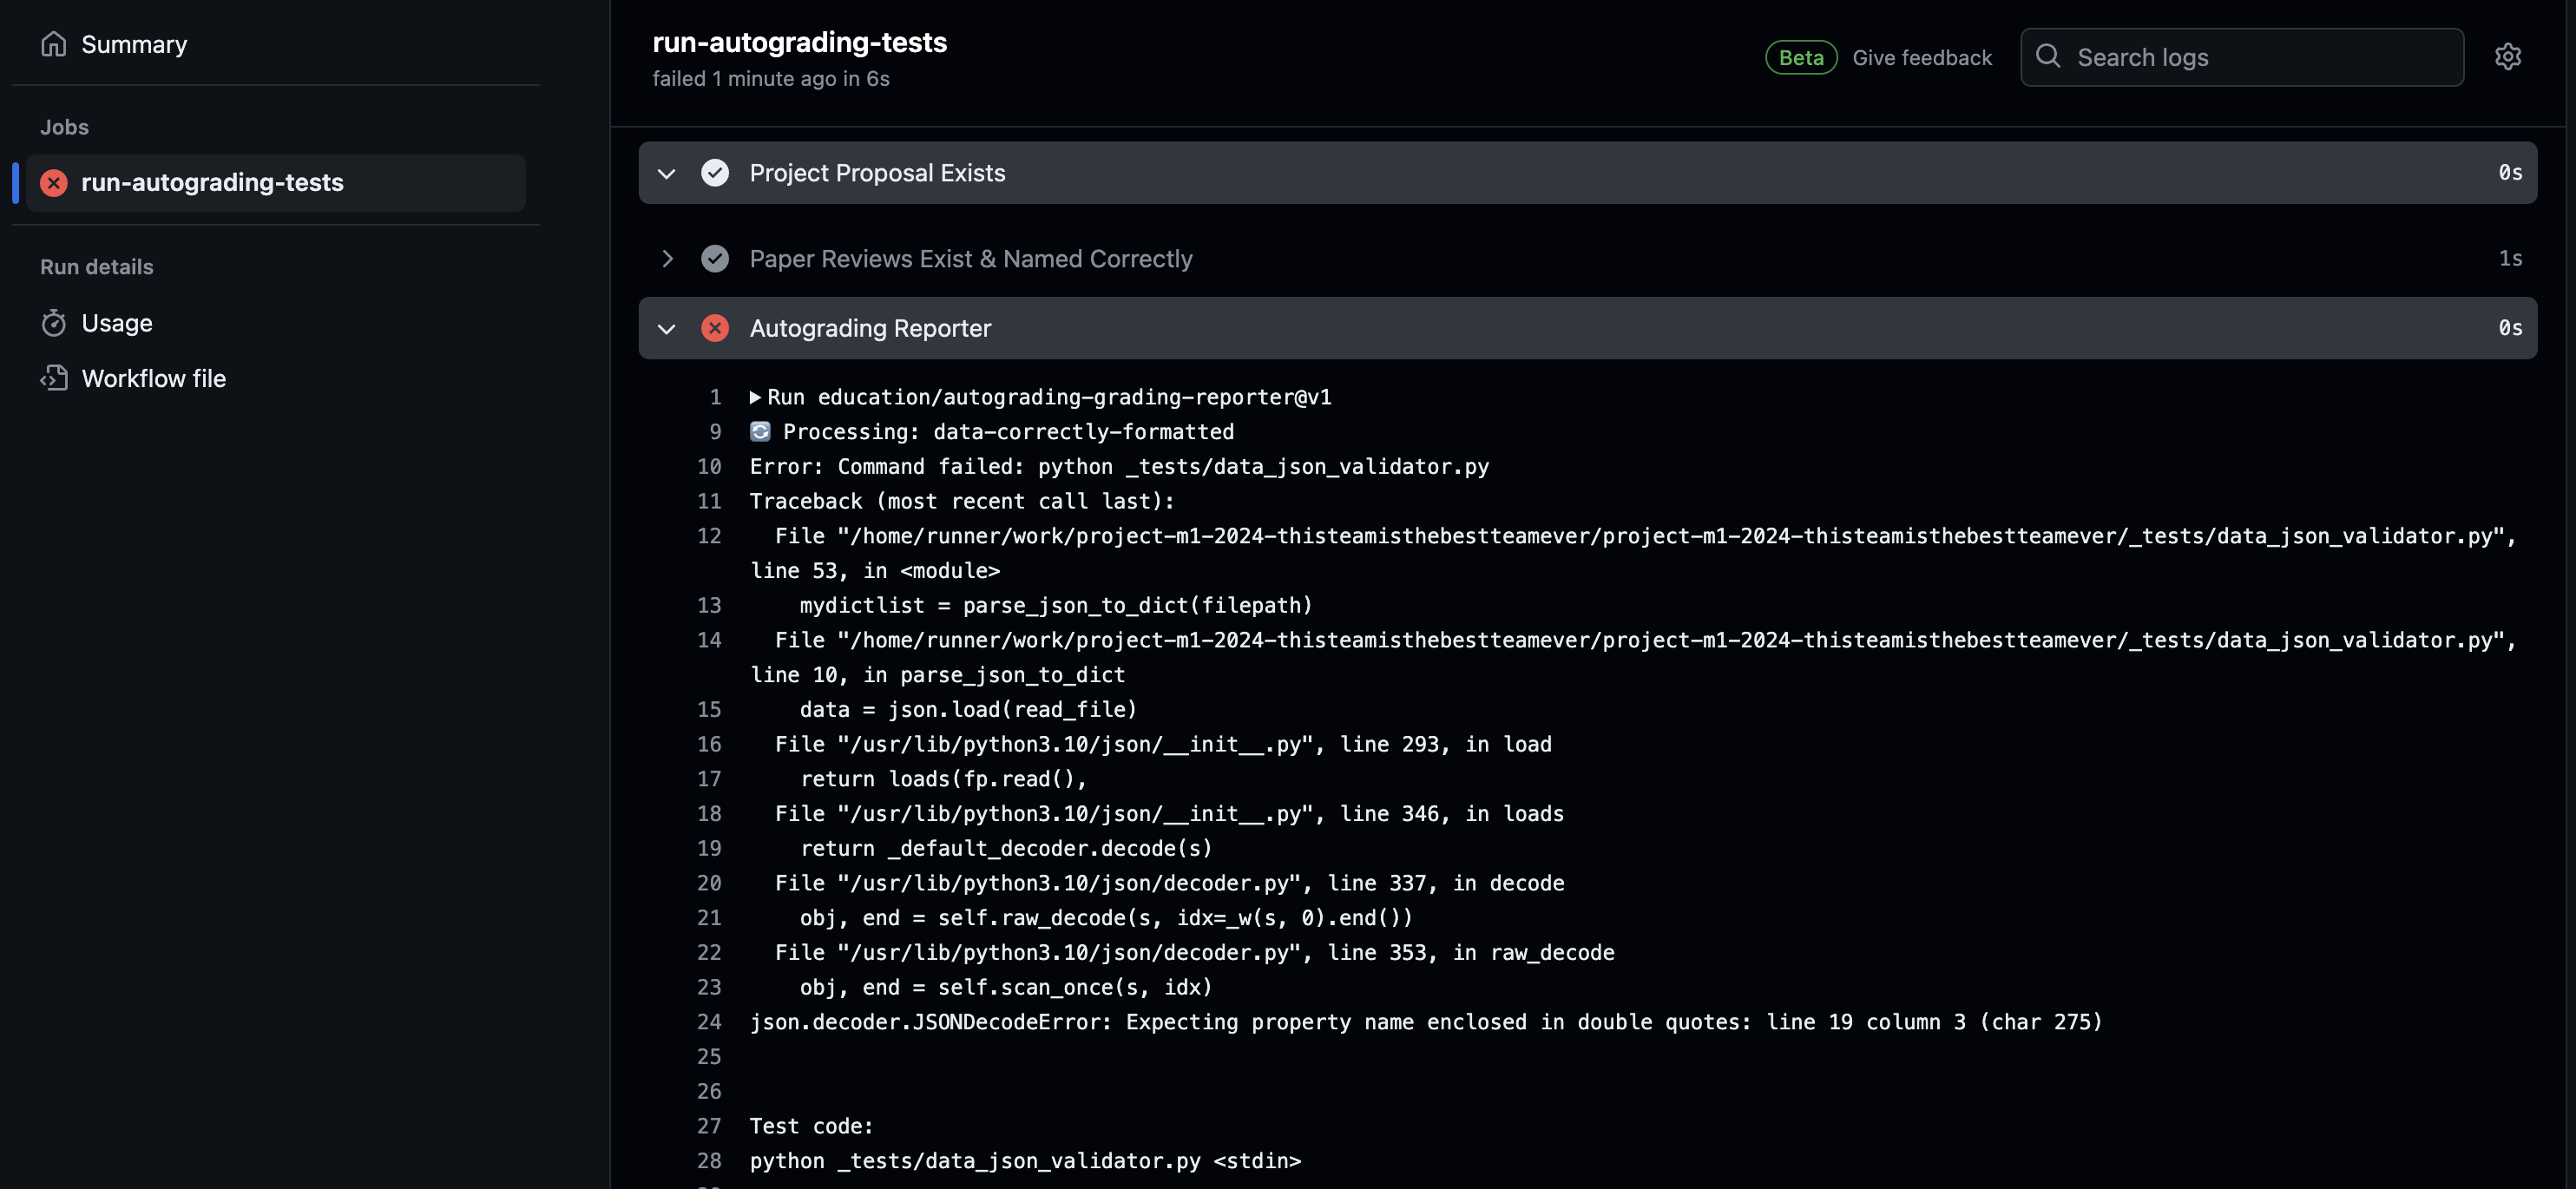 Summary
Jobs
run-autograding-tests
Run details
Usage
Workflow file
run-autograding-tests
failed 1 minute ago in 6s
Beta Give feedback Search logs
Project Proposal Exists 0s
Paper Reviews Exist & Named Correctly 1s
Autograding Reporter 0s
1 Run education/autograding-grading-reporter@v1
9 🔄 Processing: data-correctly-formatted
10 Error: Command failed: python _tests/data_json_validator.py
11 Traceback (most recent call last):
12 File "/home/runner/work/project-m1-2024-thisteamisthebestteamever/project-m1-2024-thisteamisthebestteamever/_tests/data_json_validator.py",
line 53, in <module>
13 mydictlist = parse_json_to_dict(filepath)
14 File "/home/runner/work/project-m1-2024-thisteamisthebestteamever/project-m1-2024-thisteamisthebestteamever/_tests/data_json_validator.py",
line 10, in parse_json_to_dict
15 data = json.load(read_file)
16 File "/usr/lib/python3.10/json/__init__.py", line 293, in load
17 return loads(fp.read(),
18 File "/usr/lib/python3.10/json/__init__.py", line 346, in loads
19 return _default_decoder.decode(s)
20 File "/usr/lib/python3.10/json/decoder.py", line 337, in decode
21 obj, end = self.raw_decode(s, idx=_w(s, 0).end())
22 File "/usr/lib/python3.10/json/decoder.py", line 353, in raw_decode
23 obj, end = self.scan_once(s, idx)
24 json.decoder.JSONDecodeError: Expecting property name enclosed in double quotes: line 19 column 3 (char 275)
25
26
27 Test code:
28 python _tests/data_json_validator.py <stdin>